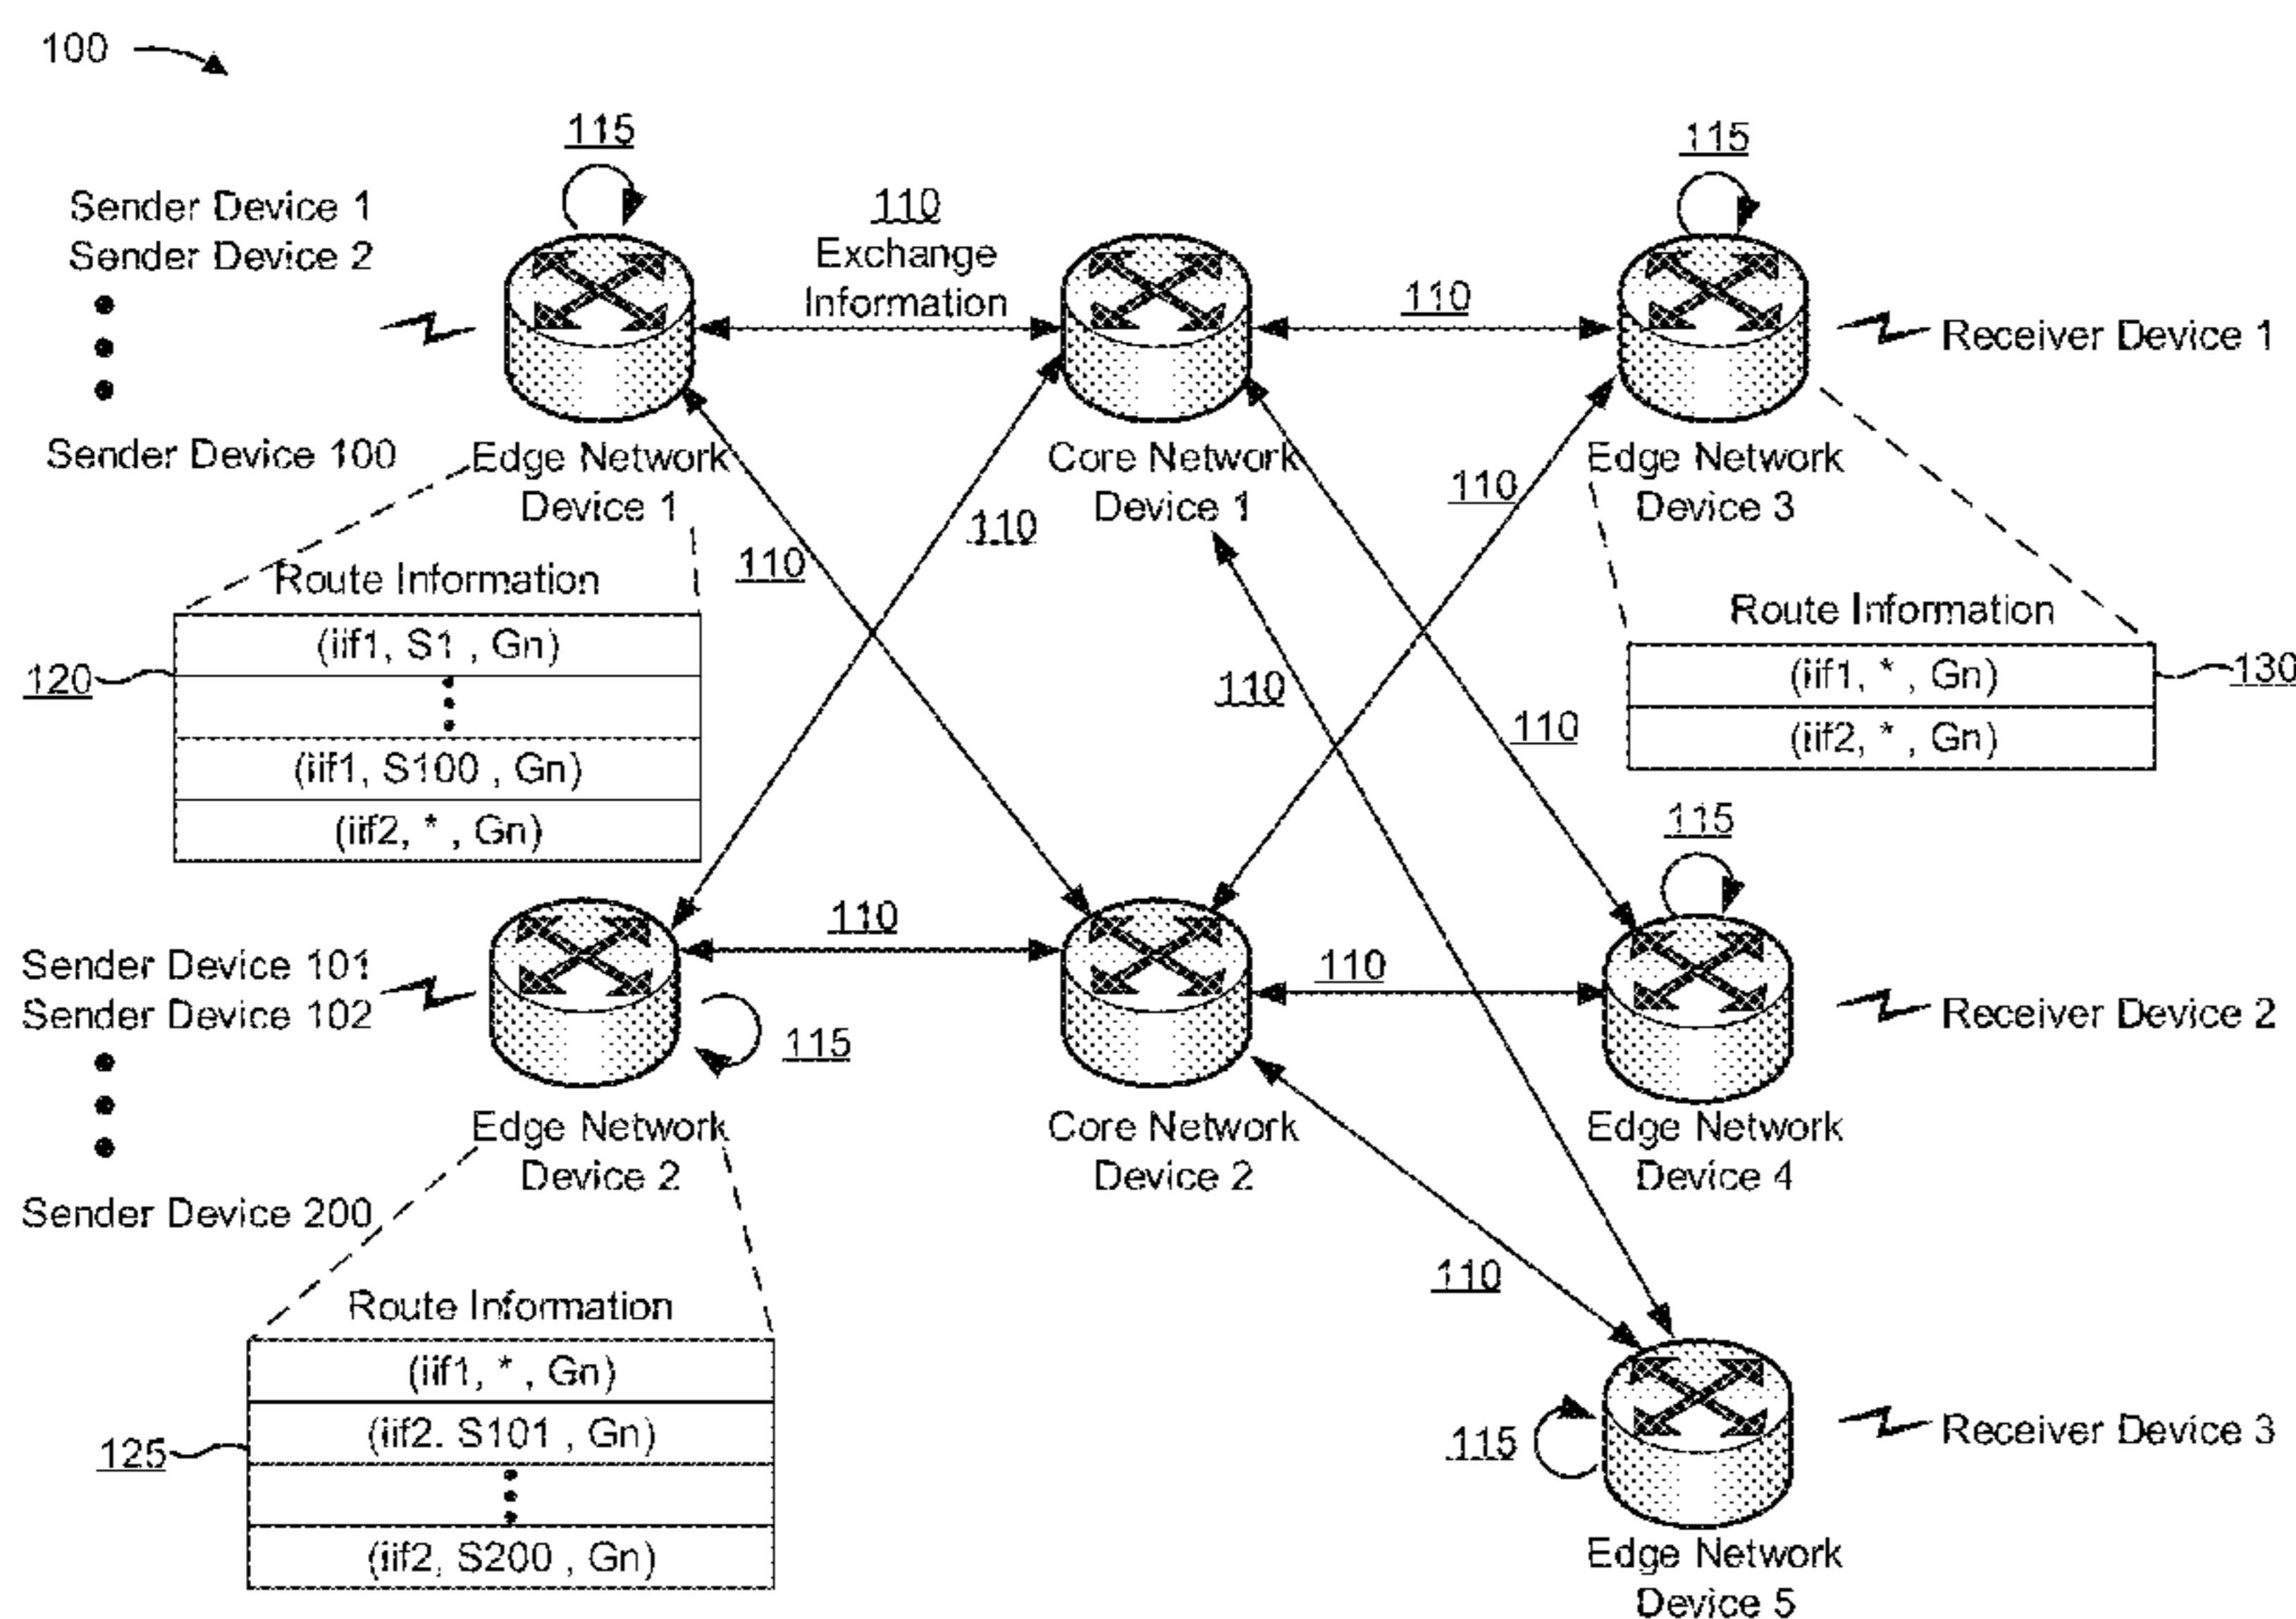 100
115
115
Sender Device 1
Sender Device 2
110
Exchange
Information
110
Receiver Device 1
Sender Device 100
Edge Network
Device 1
Core Network
Device 1
Edge Network
Device 3
110
110
110
Route Information
(iif1, S1 , Gn)
(iif1, S100 , Gn)
(iif2, * , Gn)
120
Route Information
(iif1, * , Gn)
(iif2, * , Gn)
130
110
110
115
110
110
Sender Device 101
Sender Device 102
115
Receiver Device 2
Sender Device 200
Edge Network
Device 2
Core Network
Device 2
Edge Network
Device 4
110
Route Information
(iif1, * , Gn)
(iif2. S101 , Gn)
(iif2, S200 , Gn)
125
115
Receiver Device 3
Edge Network
Device 5